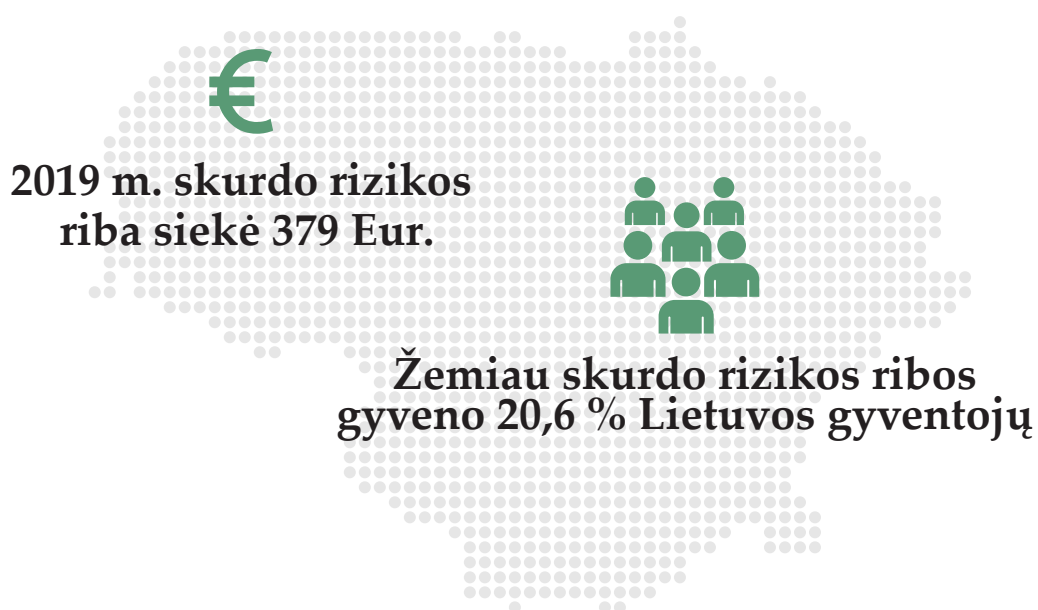 €
2019 m. skurdo rizikos
riba siekė 379 Eur.
Žemiau skurdo rizikos ribos
gyveno 20,6 % Lietuvos gyventojų